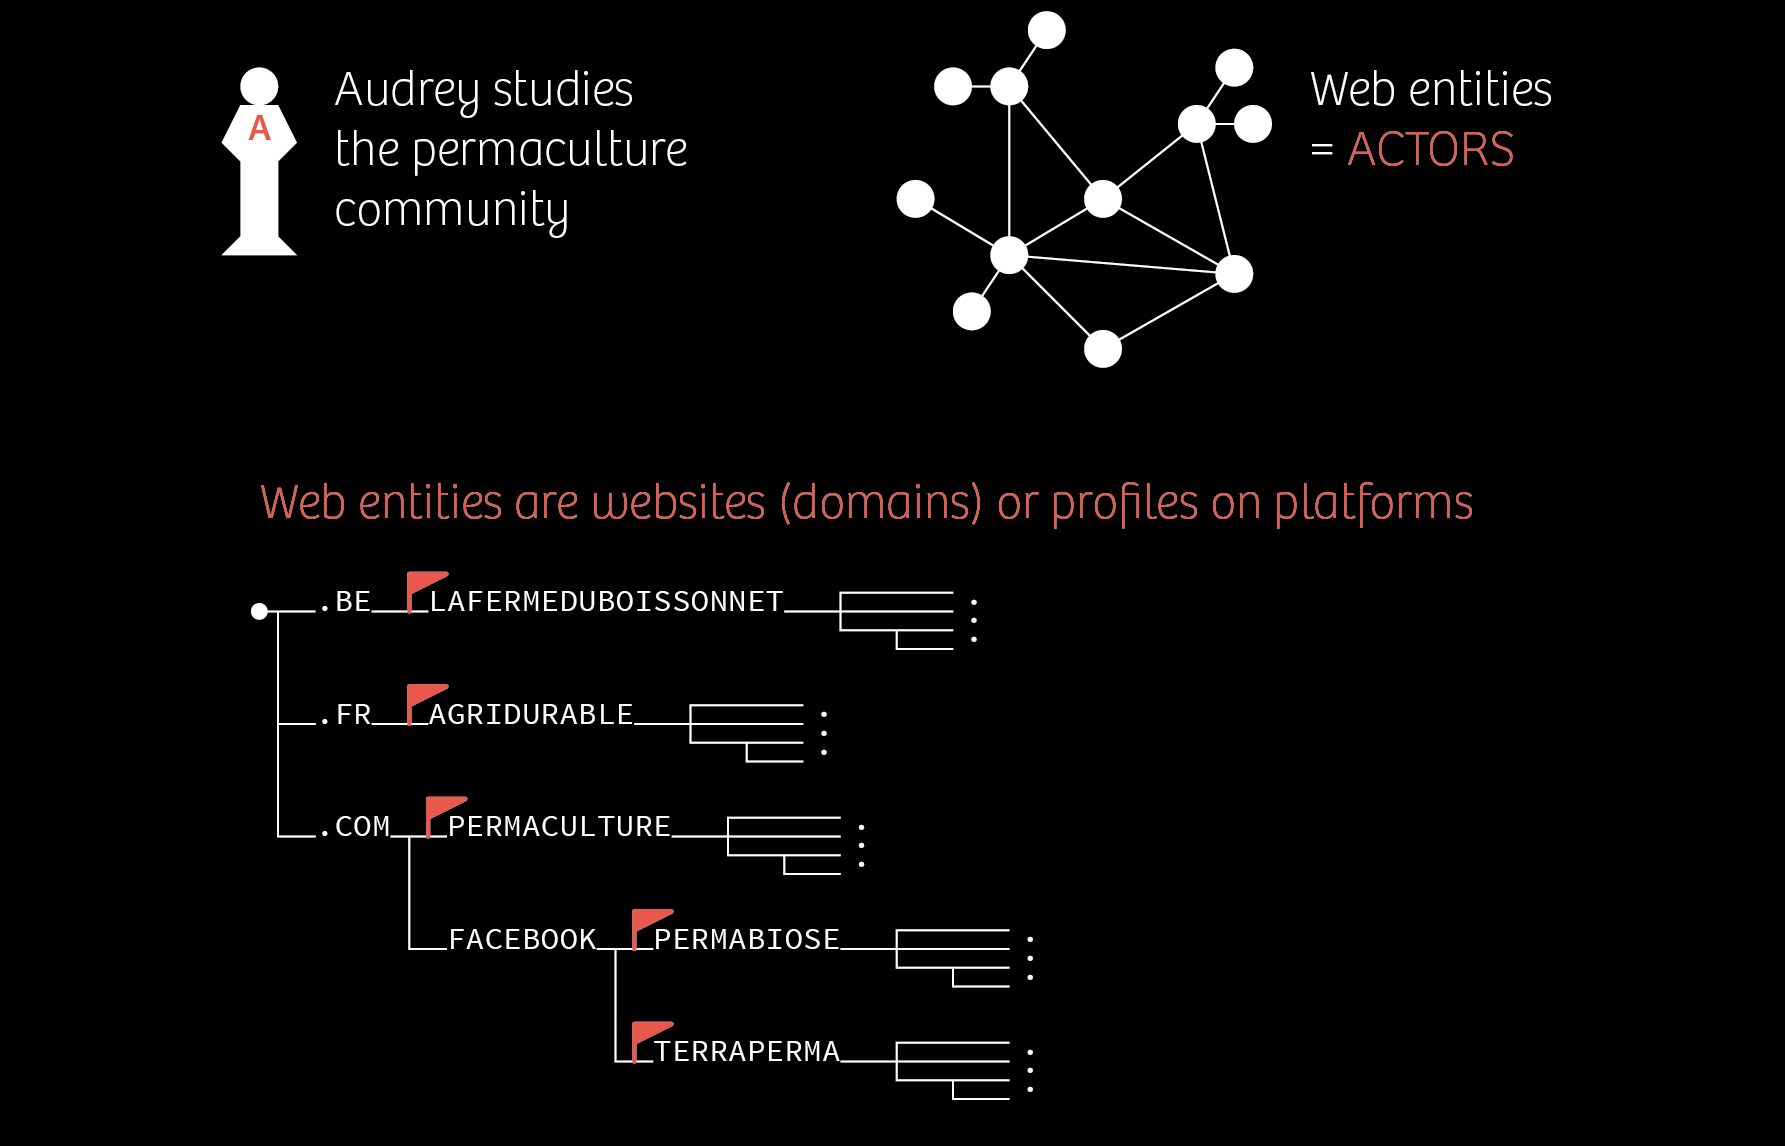 Audrey studies
the permaculture
community
A
Web entities
= ACTORS
Web entities are websites (domains) or profiles on platforms
.BE LAFERMEDUBOISSONNET
.FR AGRIDURABLE
.COM PERMACULTURE
FACEBOOK PERMABIOSE
TERRAPERMA